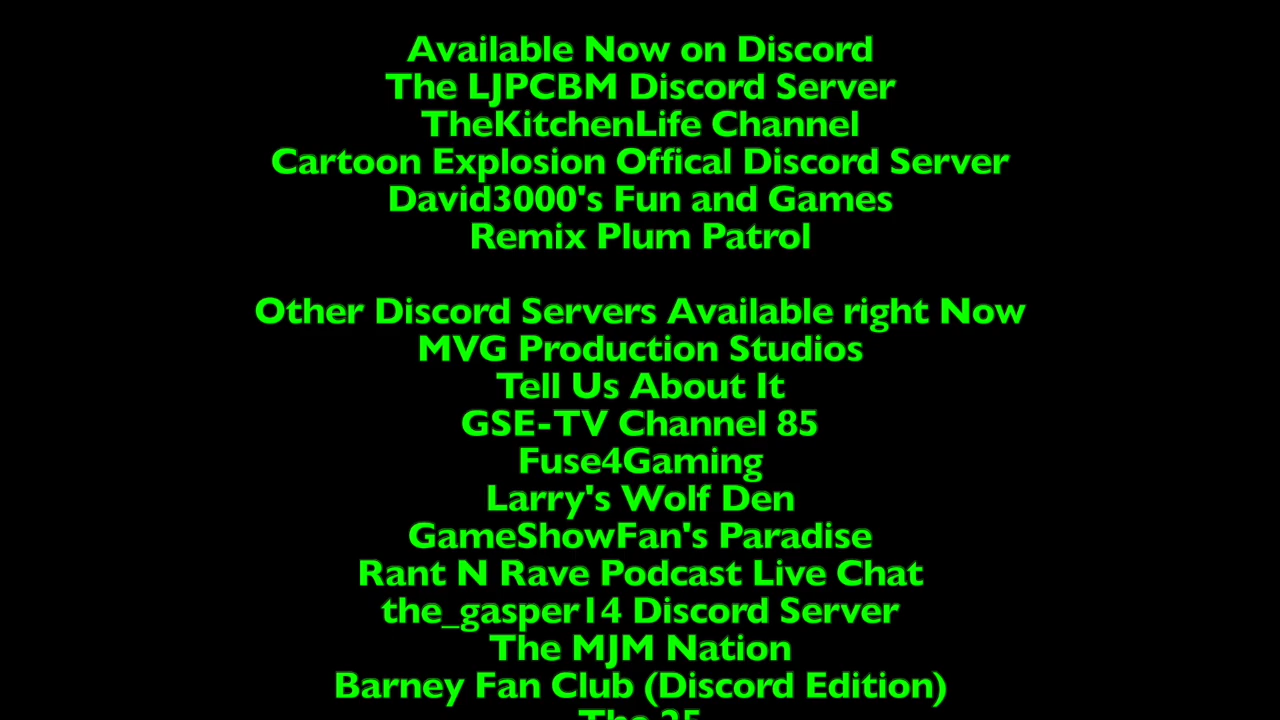 Available Now on Discord
The LJPCBM Discord Server
TheKitchenLife Channel
Cartoon Explosion Offical Discord Server
David3000's Fun and Games
Remix Plum Patrol
Other Discord Servers Available right Now
MVG Production Studios
Tell Us About It
GSE-TV Channel 85
Fuse4Gaming
Larry's Wolf Den
GameShowFan's Paradise
Rant N Rave Podcast Live Chat
the_gasper14 Discord Server
The MJM Nation
Barney Fan Club (Discord Edition)
The